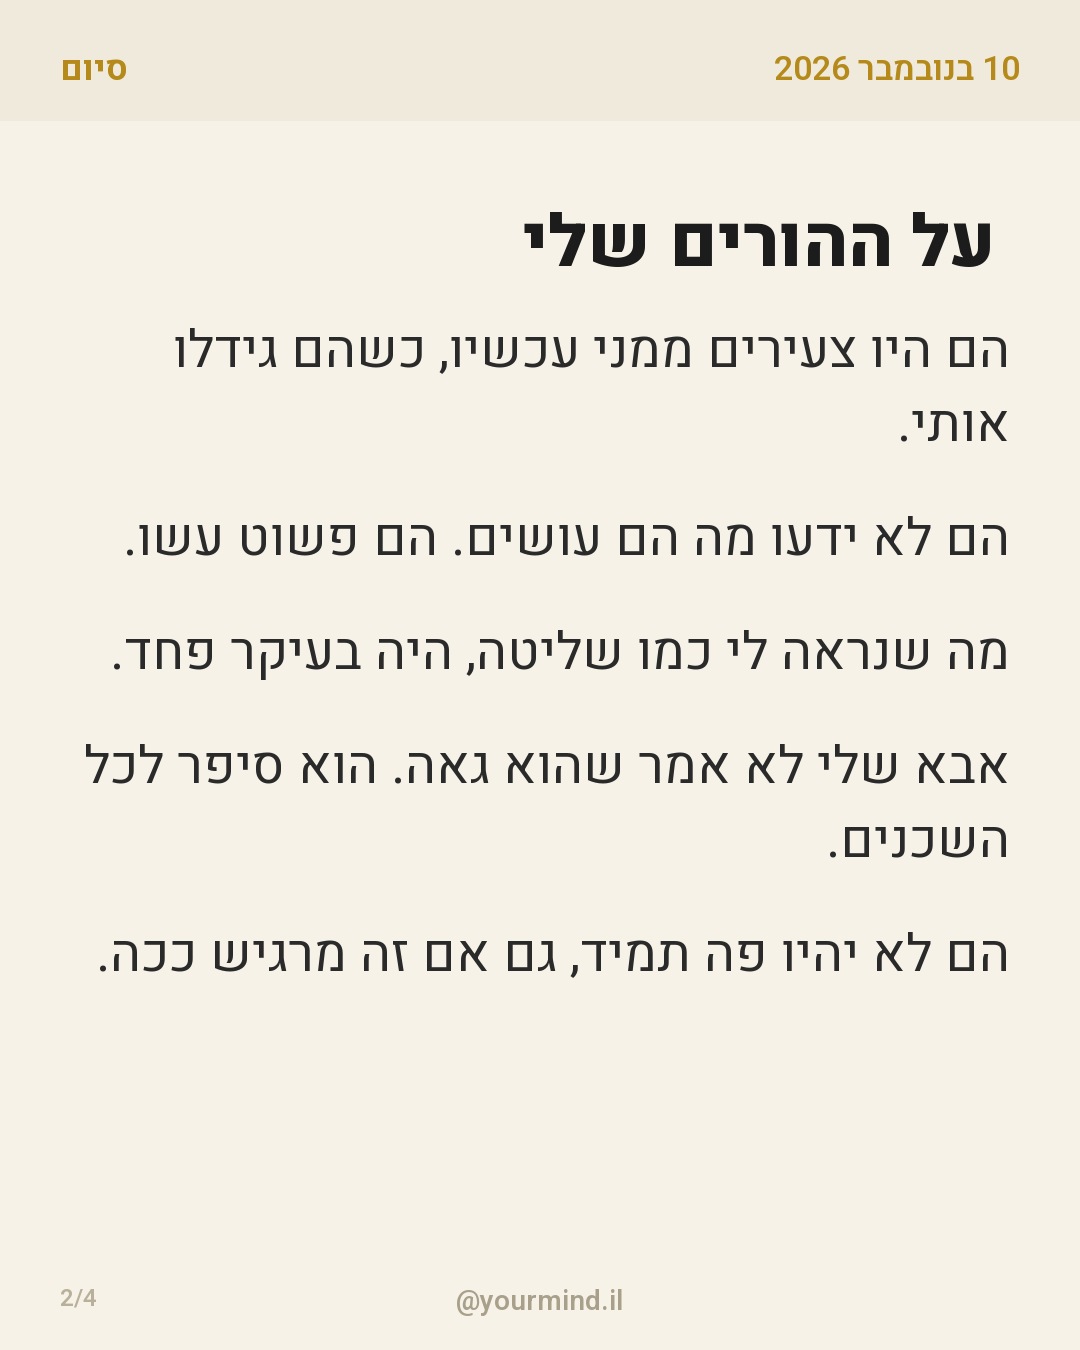 10 בנובמבר 2026
סיום
על ההורים שלי
הם היו צעירים ממני עכשיו, כשהם גידלו
אותי.
הם לא ידעו מה הם עושים. הם פשוט עשו.
מה שנראה לי כמו שליטה, היה בעיקר פחד.
אבא שלי לא אמר שהוא גאה. הוא סיפר לכל
השכנים.
הם לא יהיו פה תמיד, גם אם זה מרגיש ככה.
@yourmind.il
2/4